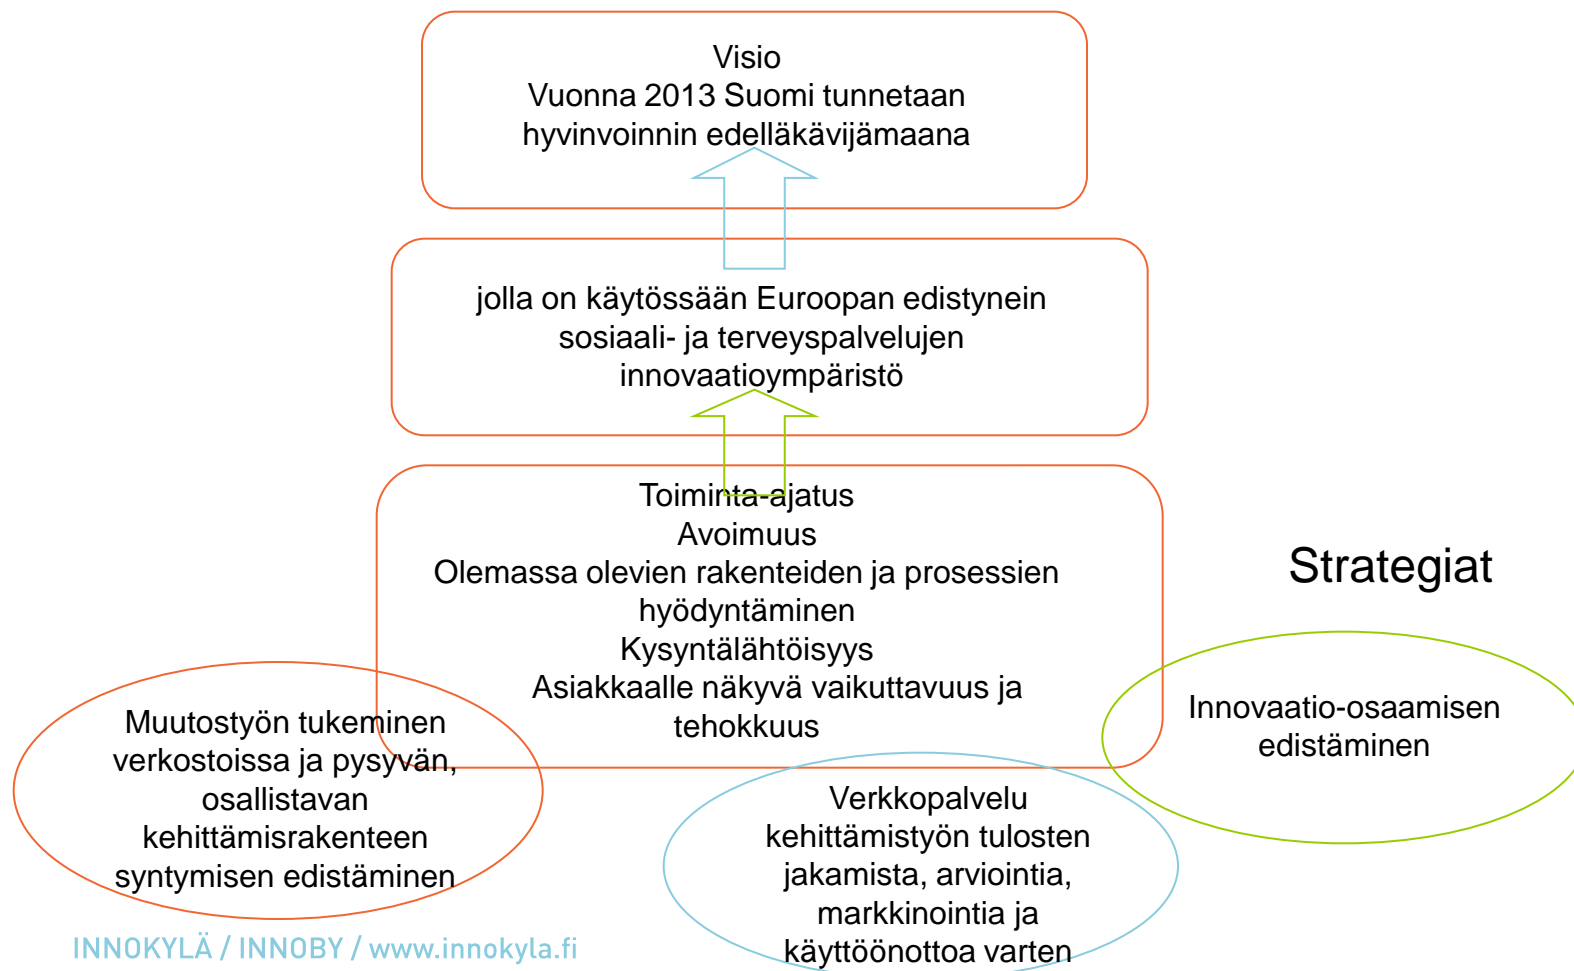 Visio
Vuonna 2013 Suomi tunnetaan
hyvinvoinnin edelläkävijämaana
jolla on käytössään Euroopan edistynein
sosiaali- ja terveyspalvelujen
innovaatioympäristö
Toiminta-ajatus
Avoimuus
Olemassa olevien rakenteiden ja prosessien
hyödyntäminen
Kysyntälähtöisyys
Asiakkaalle näkyvä vaikuttavuus ja
tehokkuus
Strategiat
Muutostyön tukeminen
verkostoissa ja pysyvän,
osallistavan
kehittämisrakenteen
syntymisen edistäminen
Verkkopalvelu
kehittämistyön tulosten
jakamista, arviointia,
markkinointia ja
käyttöönottoa varten
Innovaatio-osaamisen
edistäminen
INNOKYLÄ / INNOBY / www.innokyla.fi